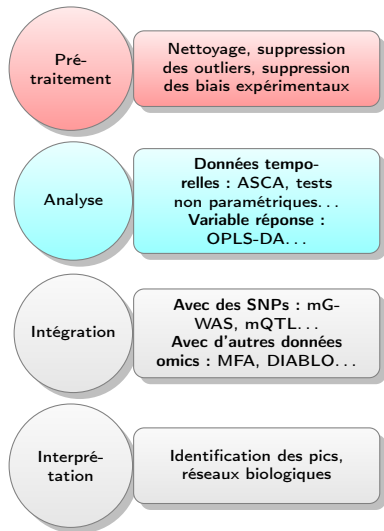 Pré-
traitement
Nettoyage, suppression
des outliers, suppression
des biais expérimentaux
Analyse
Données tempo-
relles : ASCA, tests
non paramétriques...
Variable réponse :
OPLS-DA...
Intégration
Avec des SNPs : mG-
WAS, mQTL...
Avec d'autres données
omics : MFA, DIABLO...
Interpré-
tation
Identification des pics,
réseaux biologiques